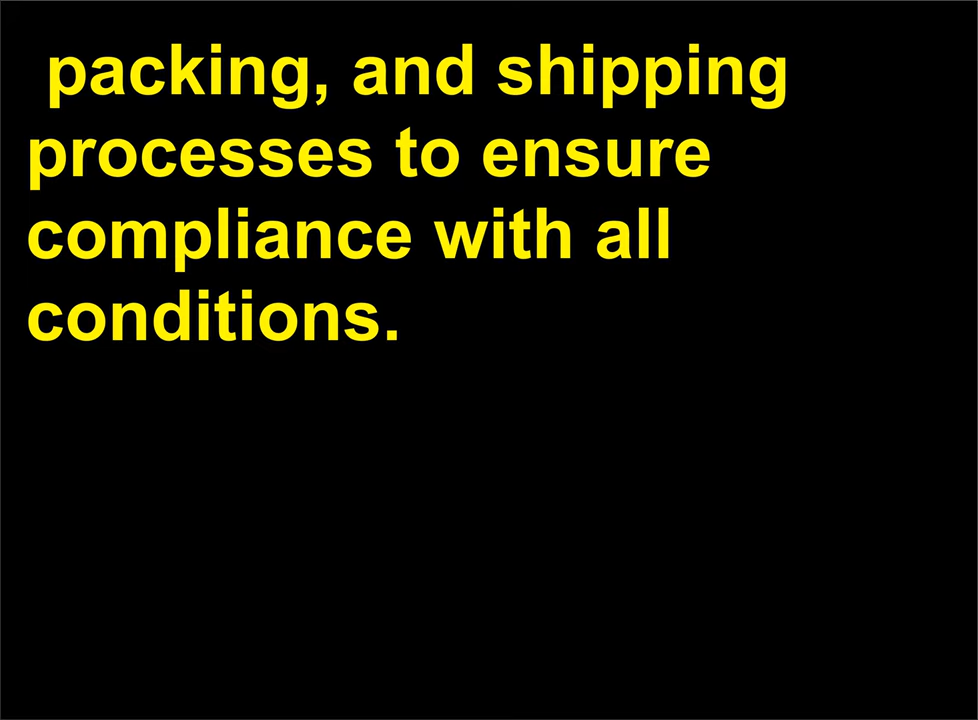 packing, and shipping
processes to ensure
compliance with all
conditions.